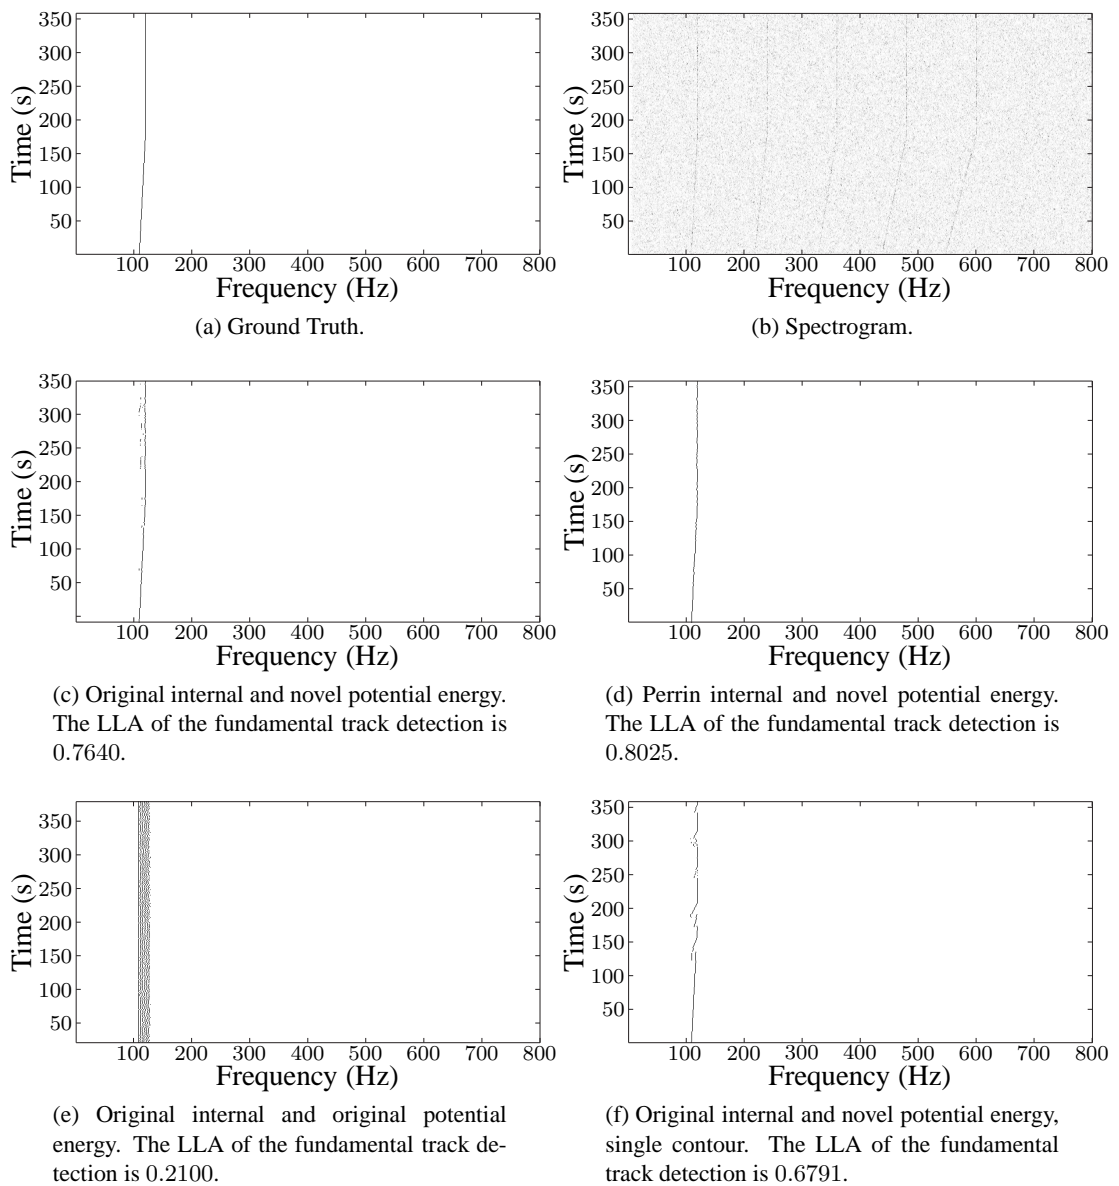 350
300
250
200
150
100
50
Time (s)
100 200 300 400 500 600 700 800
Frequency (Hz)
(a) Ground Truth.
350
300
250
200
150
100
50
Time (s)
100 200 300 400 500 600 700 800
Frequency (Hz)
(b) Spectrogram.
350
300
250
200
150
100
50
Time (s)
100 200 300 400 500 600 700 800
Frequency (Hz)
(c) Original internal and novel potential energy.
The LLA of the fundamental track detection is
0.7640.
350
300
250
200
150
100
50
Time (s)
100 200 300 400 500 600 700 800
Frequency (Hz)
(d) Perrin internal and novel potential energy.
The LLA of the fundamental track detection is
0.8025.
350
300
250
200
150
100
50
Time (s)
100 200 300 400 500 600 700 800
Frequency (Hz)
(e) Original internal and original potential
energy. The LLA of the fundamental track de-
tection is 0.2100.
350
300
250
200
150
100
50
Time (s)
100 200 300 400 500 600 700 800
Frequency (Hz)
(f) Original internal and novel potential energy,
single contour. The LLA of the fundamental
track detection is 0.6791.